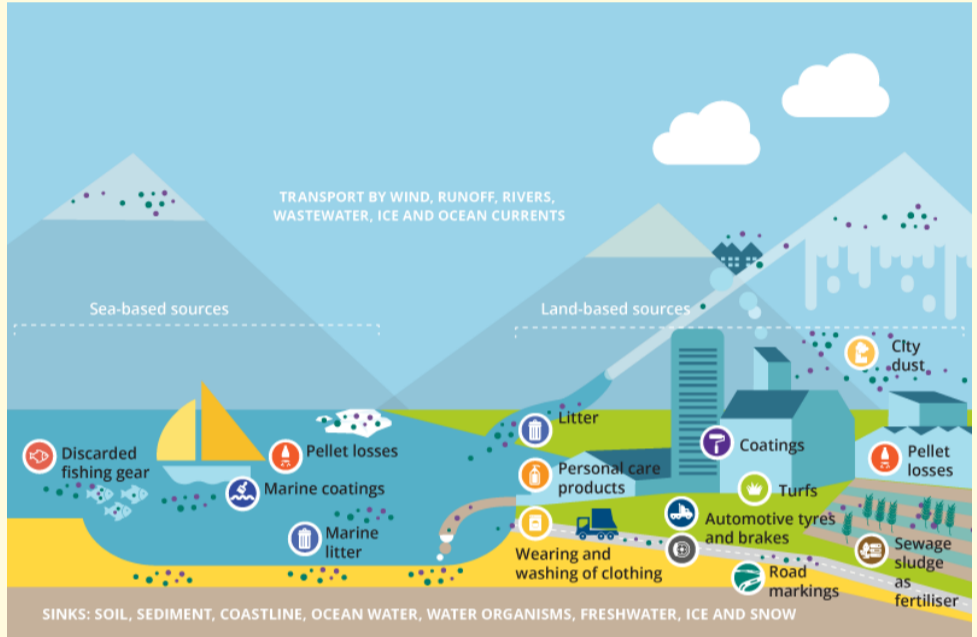 TRANSPORT BY WIND, RUNOFF, RIVERS,
WASTEWATER, ICE AND OCEAN CURRENTS
Sea-based sources
Land-based sources
CIty
dust
Litter
Discarded
fishing gear
Pellet losses
Marine coatings
Marine
litter
Personal care
products
Coatings
Pellet
losses
Turfs
Automotive tyres
and brakes
Wearing and
washing of clothing
Road
markings
Sewage
sludge
as
fertiliser
SINKS: SOIL, SEDIMENT, COASTLINE, OCEAN WATER, WATER ORGANISMS, FRESHWATER, ICE AND SNOW